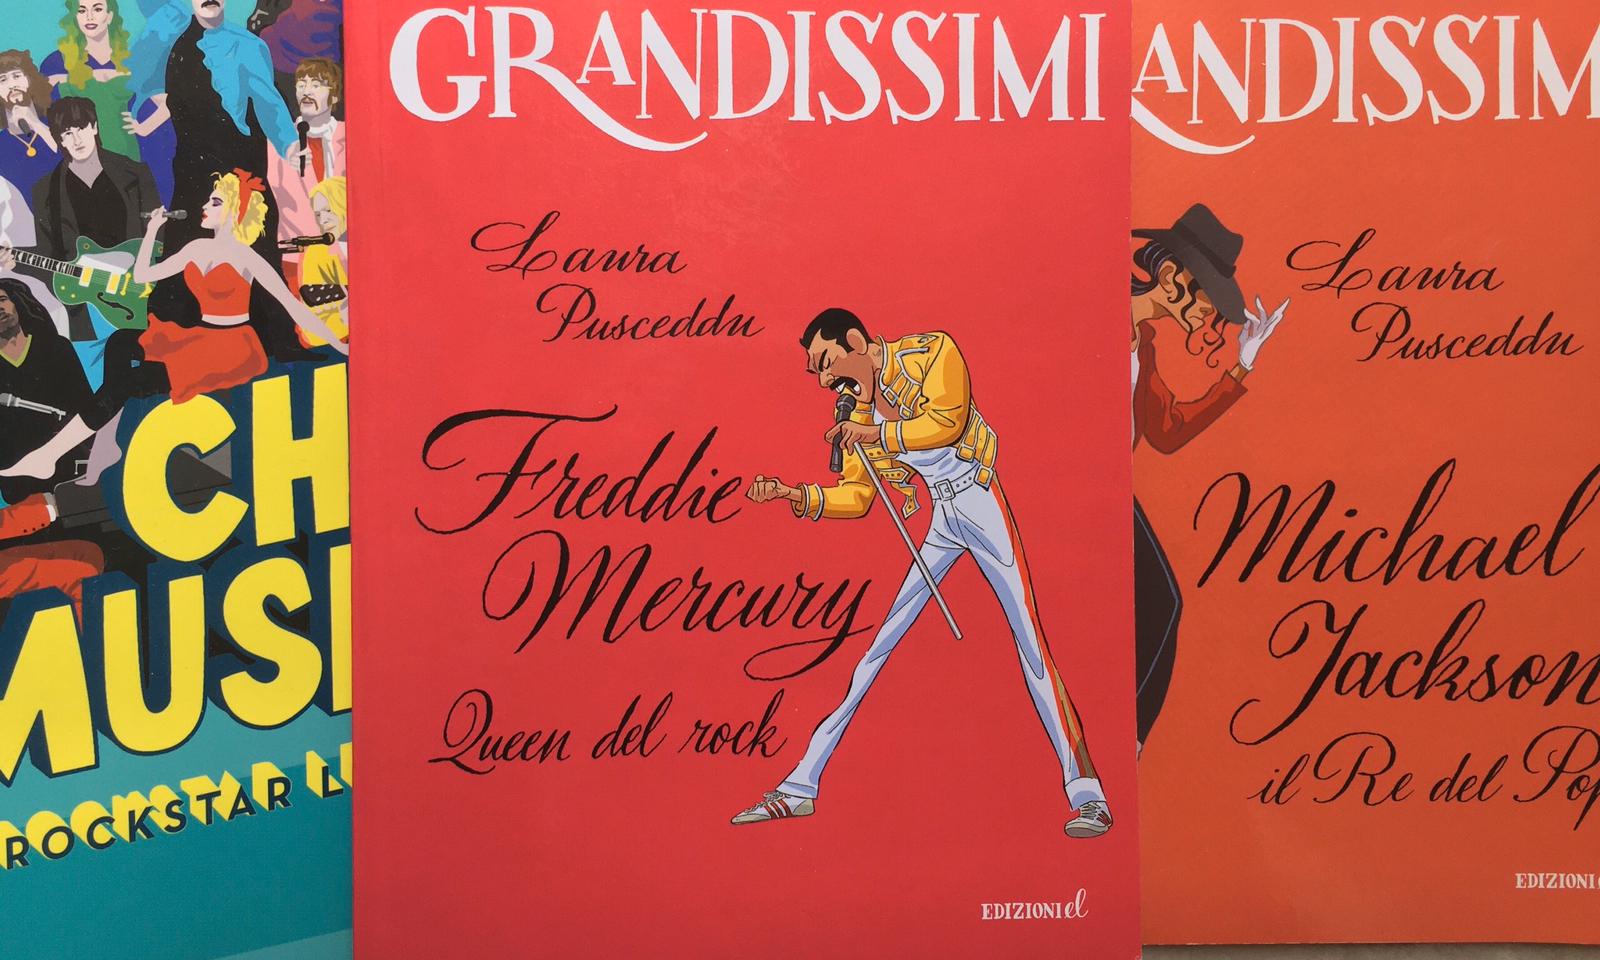 CH
MUSI
ROCKSTAR L
GRANDISSIMI
Laura
Pusceddu
Freddie
Mercury
Queen del rock
EDIZIONI el
ANDISSIM
Laura
Pusceddu
Michael
Jackson
il Re del Pop
EDIZIONI